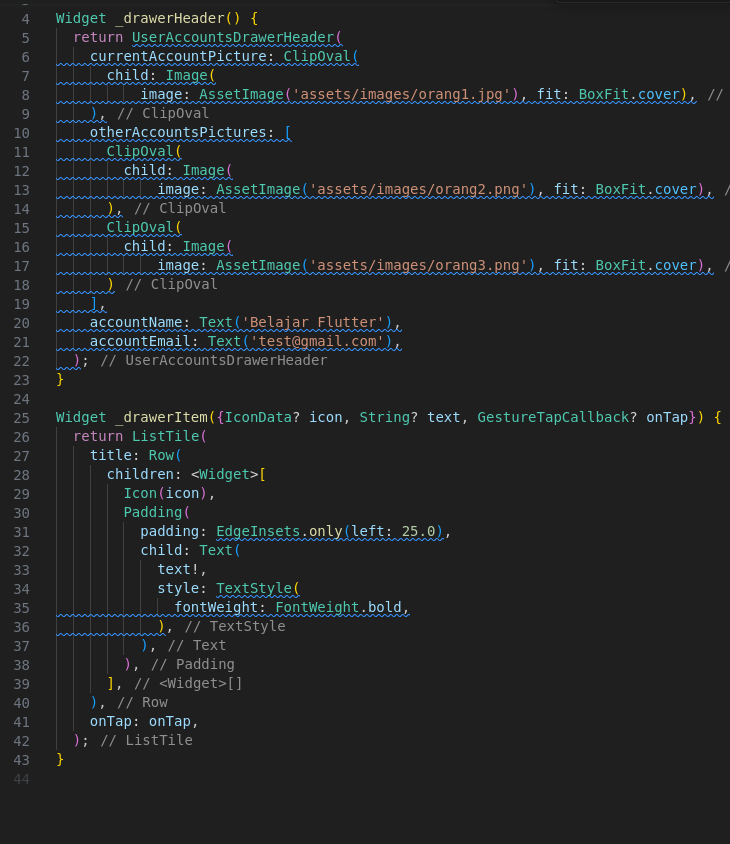 4 Widget _drawerHeader() {
5   return UserAccountsDrawerHeader(
6     currentAccountPicture: ClipOval(
7       child: Image(
8           image: AssetImage('assets/images/orang1.jpg'), fit: BoxFit.cover), //
9     ), // ClipOval
10     otherAccountsPictures: [
11       ClipOval(
12         child: Image(
13             image: AssetImage('assets/images/orang2.png'), fit: BoxFit.cover), /
14       ), // ClipOval
15       ClipOval(
16         child: Image(
17             image: AssetImage('assets/images/orang3.png'), fit: BoxFit.cover), /
18       ) // ClipOval
19     ],
20     accountName: Text('Belajar Flutter'),
21     accountEmail: Text('test@gmail.com'),
22   ); // UserAccountsDrawerHeader
23 }
24
25 Widget _drawerItem({IconData? icon, String? text, GestureTapCallback? onTap}) {
26   return ListTile(
27     title: Row(
28       children: <Widget>[
29         Icon(icon),
30         Padding(
31           padding: EdgeInsets.only(left: 25.0),
32           child: Text(
33             text!,
34             style: TextStyle(
35               fontWeight: FontWeight.bold,
36             ), // TextStyle
37           ), // Text
38         ), // Padding
39       ], // <Widget>[]
40     ), // Row
41     onTap: onTap,
42   ); // ListTile
43 }
44